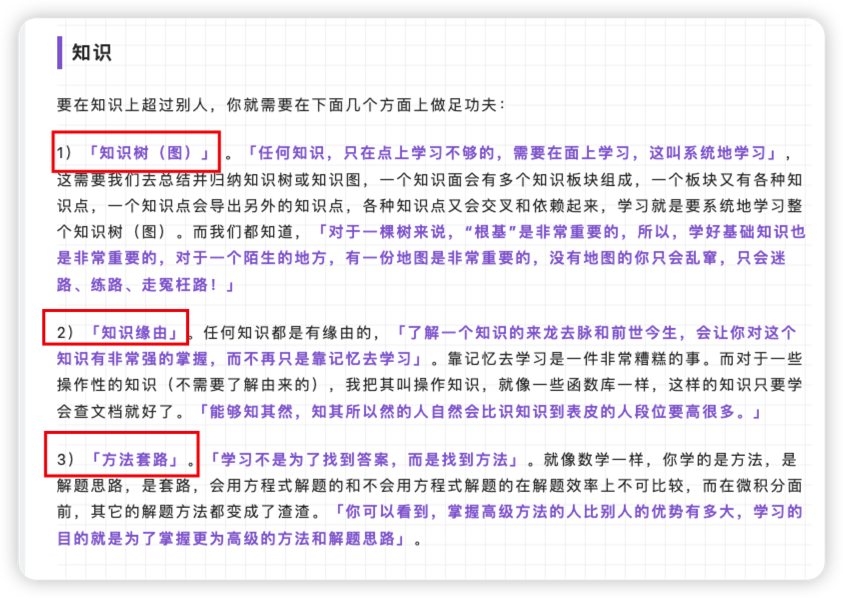 知识
要在知识上超过别人，你就需要在下面几个方面上做足功夫：
1）「知识树（图）」。「任何知识，只在点上学习不够的，需要在面上学习，这叫系统地学习」，
这需要我们去总结并归纳知识树或知识图，一个知识面会有多个知识板块组成，一个板块又有各种知
识点，一个知识点会导出另外的知识点，各种知识点又会交叉和依赖起来，学习就是要系统地学习整
个知识树（图）。而我们都知道，「对于一棵树来说，“根基”是非常重要的，所以，学好基础知识也
是非常重要的，对于一个陌生的地方，有一份地图是非常重要的，没有地图的你只会乱窜，只会迷
路、练路、走冤枉路！」
2）「知识缘由」。任何知识都是有缘由的，「了解一个知识的来龙去脉和前世今生，会让你对这个
知识有非常强的掌握，而不再只是靠记忆去学习」。靠记忆去学习是一件非常糟糕的事。而对于一些
操作性的知识（不需要了解由来的），我把其叫操作知识，就像一些函数库一样，这样的知识只要学
会查文档就好了。「能够知其然，知其所以然的人自然会比识知识到表皮的人段位要高很多。」
3）「方法套路」。「学习不是为了找到答案，而是找到方法」。就像数学一样，你学的是方法，是
解题思路，是套路，会用方程式解题的和不会用方程式解题的在解题效率上不可比较，而在微积分面
前，其它的解题方法都变成了渣渣。「你可以看到，掌握高级方法的人比别人的优势有多大，学习的
目的就是为了掌握更为高级的方法和解题思路」。